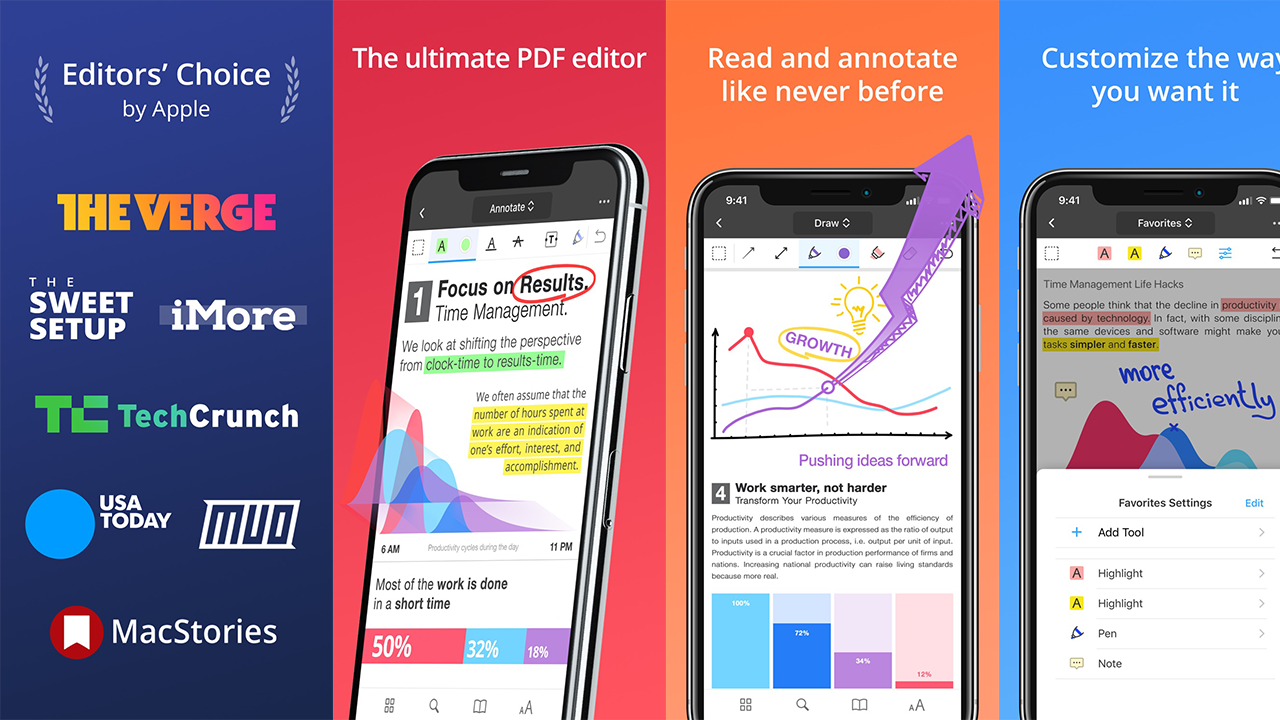 Editors' Choice
by Apple
THE VERGE
THE
SWEET
SETUP
iMore
TC TechCrunch
USA
TODAY
MUO
MacStories
The ultimate PDF editor
Annotate
A
A
A
T
1
Focus on Results.
Time Management.
We look at shifting the perspective
from clock-time to results-time.
We often assume that the
number of hours spent at
work are an indication of
one's effort, interest, and
accomplishment.
6 AM
Productivity cycles during the day
11 PM
Most of the work is done
in a short time
50%
32%
18%
AA
Read and annotate
like never before
9:41
Draw
GROWTH
Pushing ideas forward
4
Work smarter, not harder
Transform Your Productivity
Productivity describes various measures of the efficiency of
production. A productivity measure is expressed as the ratio of output
to inputs used in a production process, i.e. output per unit of input.
Productivity is a crucial factor in production performance of firms and
nations. Increasing national productivity can raise living standards
because more real.
100%
72%
34%
12%
AA
Customize the way
you want it
9:41
Favorites
A
A
Time Management Life Hacks
Some people think that the decline in productivity
caused by technology. In fact, with some disciplin
the same devices and software might make you
tasks simpler and faster.
more
efficiently
Favorites Settings
Edit
+ Add Tool
A Highlight
A Highlight
Pen
Note